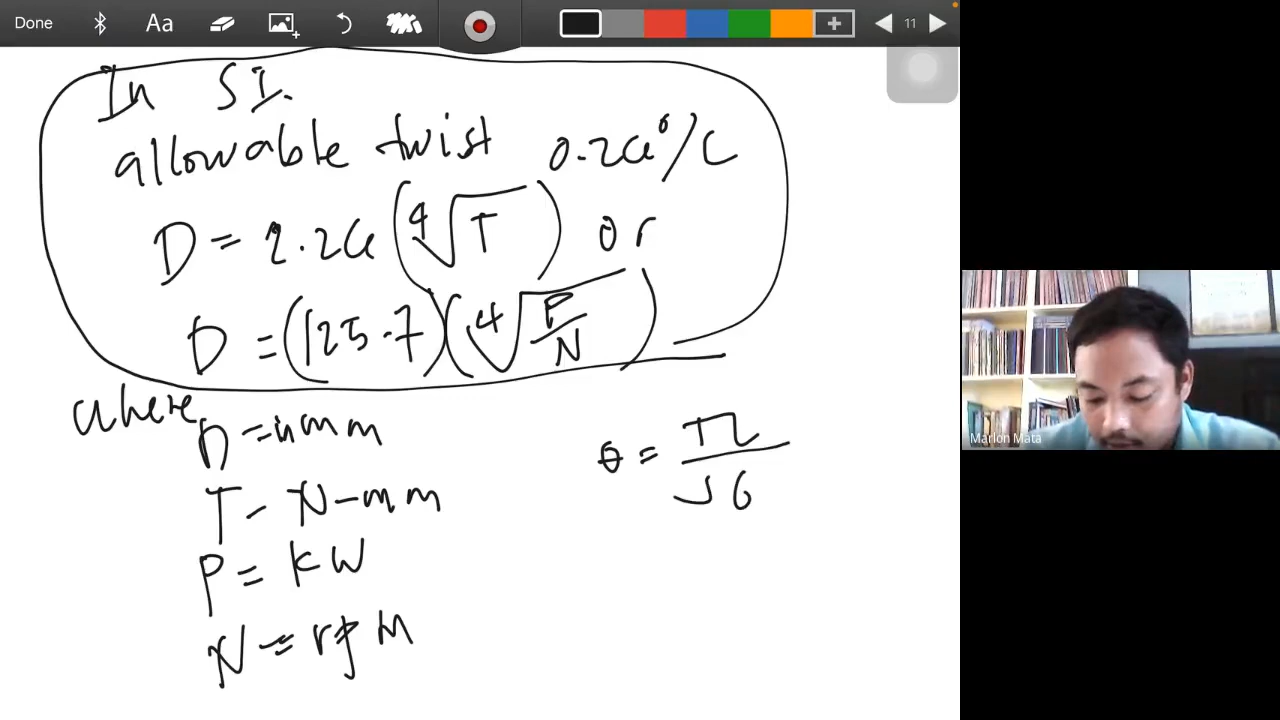 Done Aa 11
In SI.
allowable twist 0.26°/C
D = 2.26 (⁴√T) or
D = (125.7)(⁴√P/N)
where
D = in mm
T = N-mm
P = kW
N = rpm
θ = TL/JG
Marlon Mata